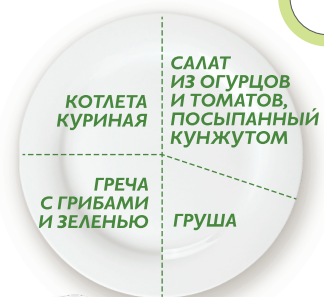 КОТЛЕТА
КУРИНАЯ
САЛАТ
ИЗ ОГУРЦОВ
И ТОМАТОВ,
ПОСЫПАННЫЙ
КУНЖУТОМ
ГРЕЧА
С ГРИБАМИ
И ЗЕЛЕНЬЮ
ГРУША